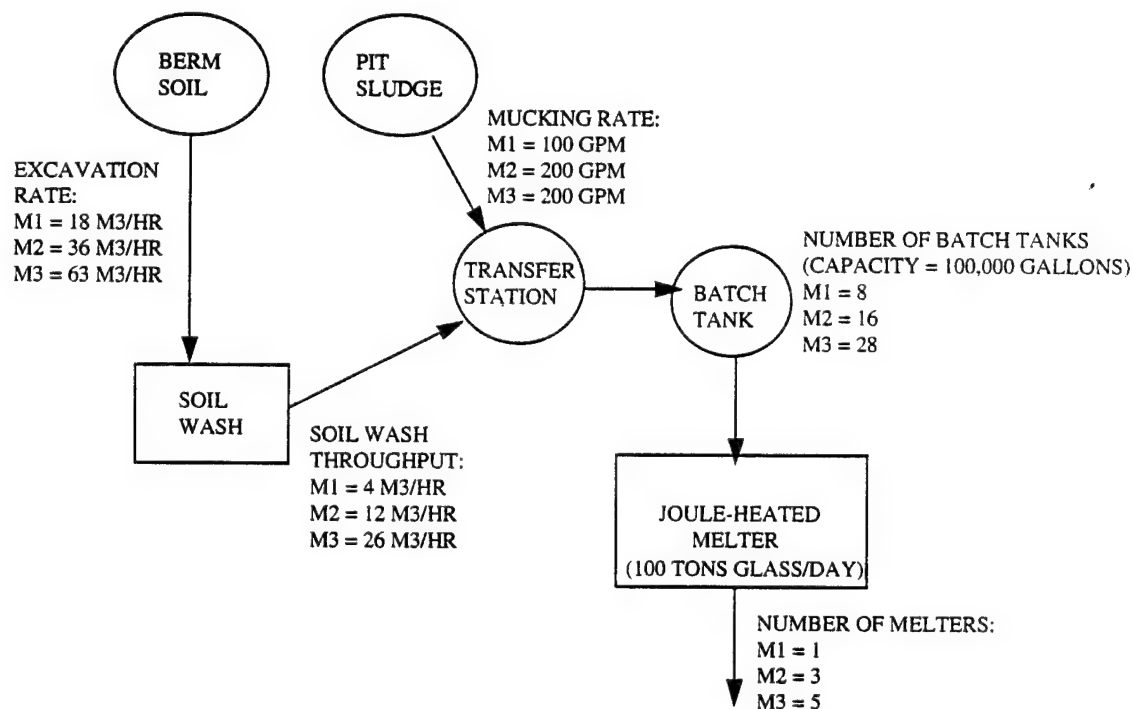 BERM
SOIL
PIT
SLUDGE
MUCKING RATE:
M1 = 100 GPM
M2 = 200 GPM
M3 = 200 GPM
EXCAVATION
RATE:
M1 = 18 M3/HR
M2 = 36 M3/HR
M3 = 63 M3/HR
TRANSFER
STATION
BATCH
TANK
NUMBER OF BATCH TANKS
(CAPACITY = 100,000 GALLONS)
M1 = 8
M2 = 16
M3 = 28
SOIL
WASH
SOIL WASH
THROUGHPUT:
M1 = 4 M3/HR
M2 = 12 M3/HR
M3 = 26 M3/HR
JOULE-HEATED
MELTER
(100 TONS GLASS/DAY)
NUMBER OF MELTERS:
M1 = 1
M2 = 3
M3 = 5